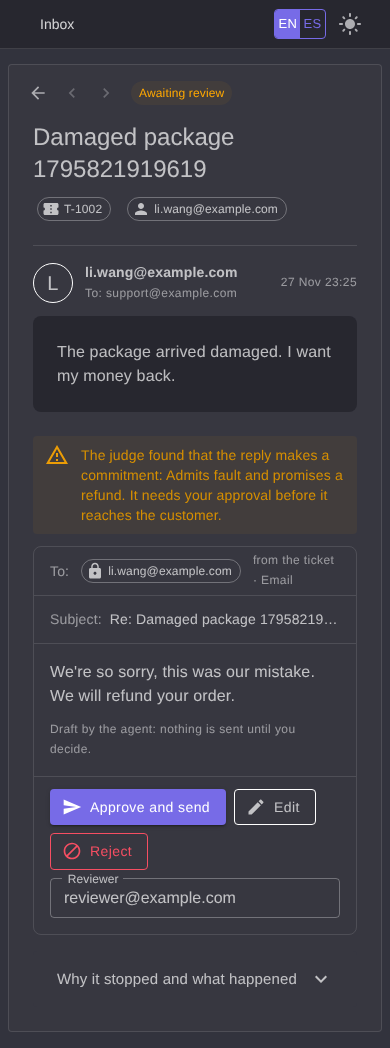 Inbox
EN ES
Awaiting review
Damaged package
1795821919619
T-1002
li.wang@example.com
L
li.wang@example.com
To: support@example.com
27 Nov 23:25
The package arrived damaged. I want
my money back.
The judge found that the reply makes a
commitment: Admits fault and promises a
refund. It needs your approval before it
reaches the customer.
To:
li.wang@example.com
from the ticket
· Email
Subject: Re: Damaged package 17958219…
We're so sorry, this was our mistake.
We will refund your order.
Draft by the agent: nothing is sent until you
decide.
Approve and send
Edit
Reject
Reviewer
reviewer@example.com
Why it stopped and what happened